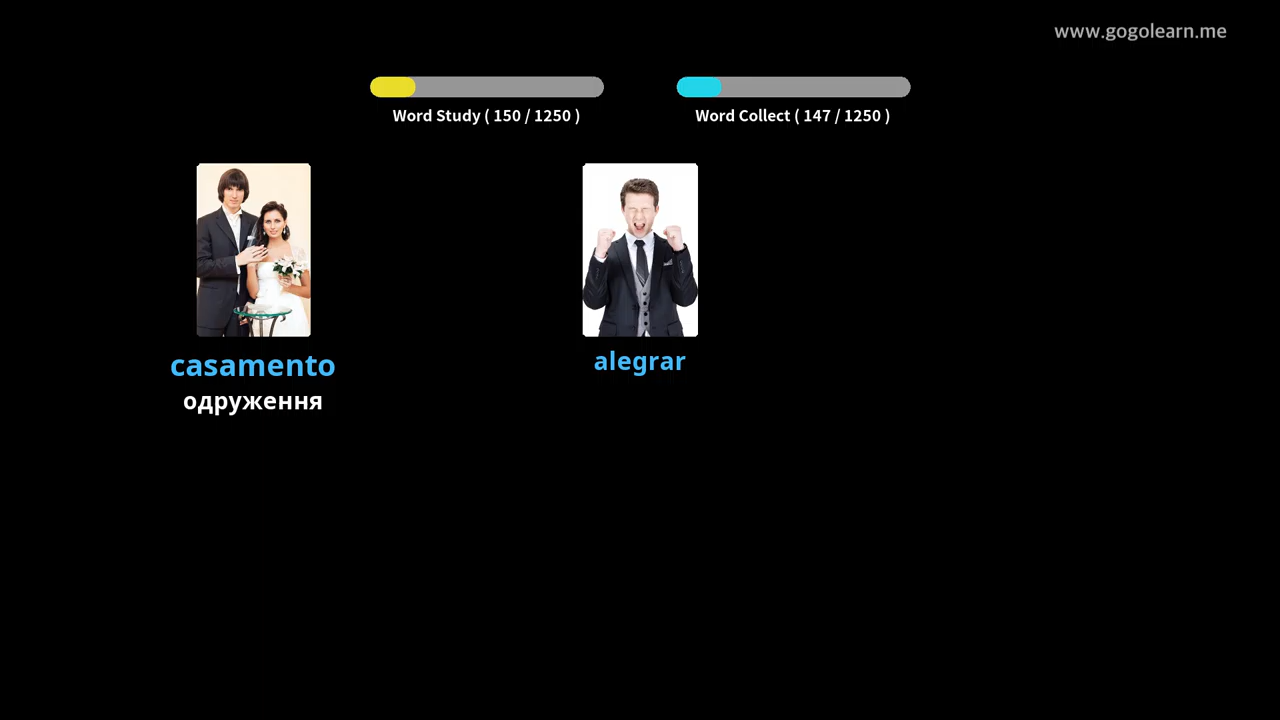 www.gogolearn.me
Word Study ( 150 / 1250 )
Word Collect ( 147 / 1250 )
casamento
одруження
alegrar